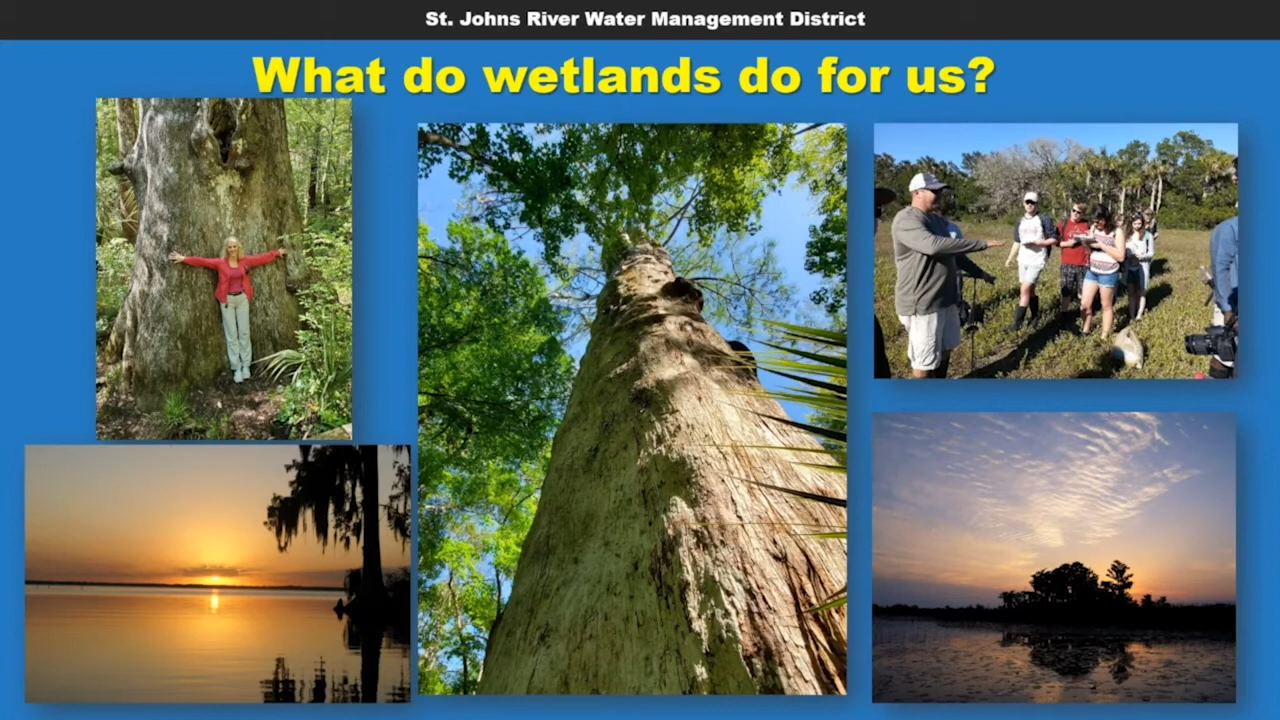 St. Johns River Water Management District
What do wetlands do for us?